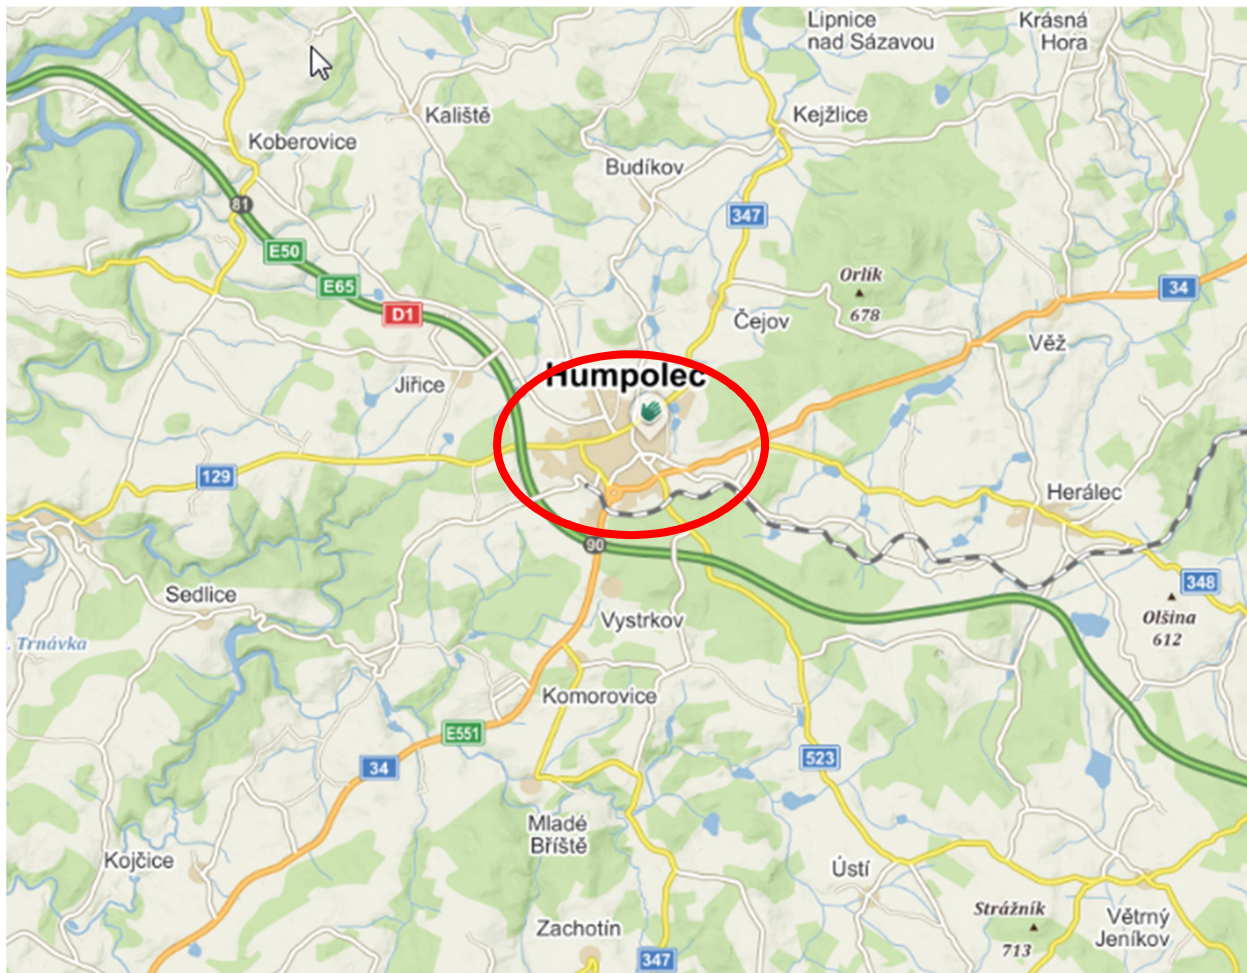 Lipnice
nad Sázavou
Krásná
Hora
Kaliště
Kejžlice
Koberovice
Budíkov
81
347
E50
Orlík
678
E65
34
D1
Čejov
Věž
Humpolec
Jiřice
129
Herálec
90
348
Sedlice
Olšina
612
Vystrkov
. Trnávka
Komorovice
E551
523
34
Mladé
Bříště
Kojčice
Ústí
Strážník
713
Větrný
Jeníkov
Zachotín
347